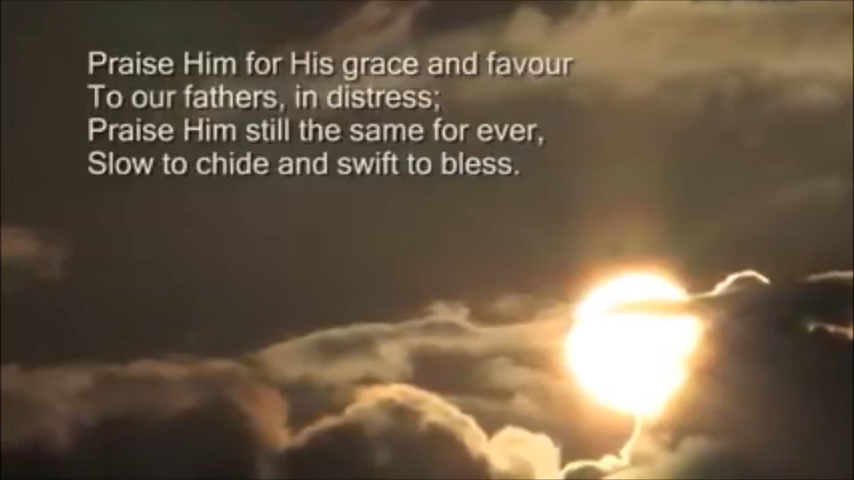 Praise Him for His grace and favour
To our fathers, in distress;
Praise Him still the same for ever,
Slow to chide and swift to bless.